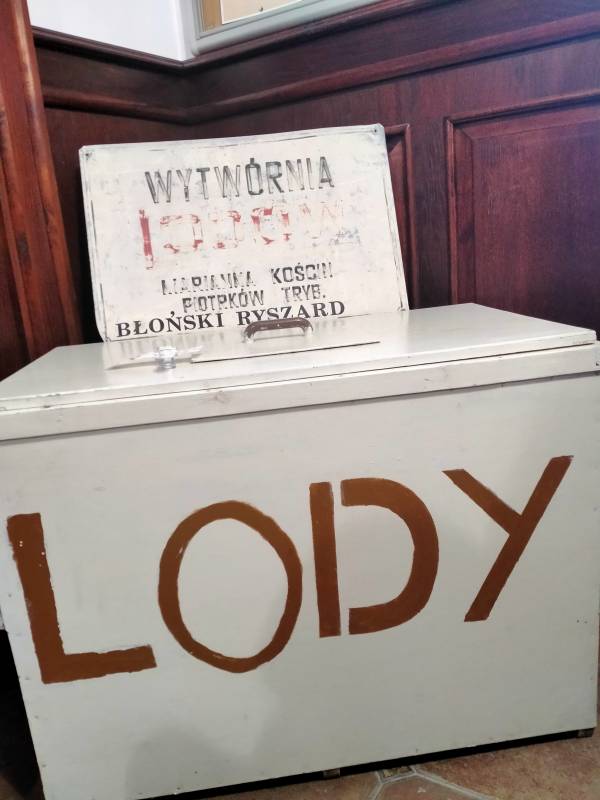 WYTWÓRNIA
LODÓW
MARIANNA KOŚCIN
PIOTRKÓW TRYB.
BŁOŃSKI RYSZARD
LODY